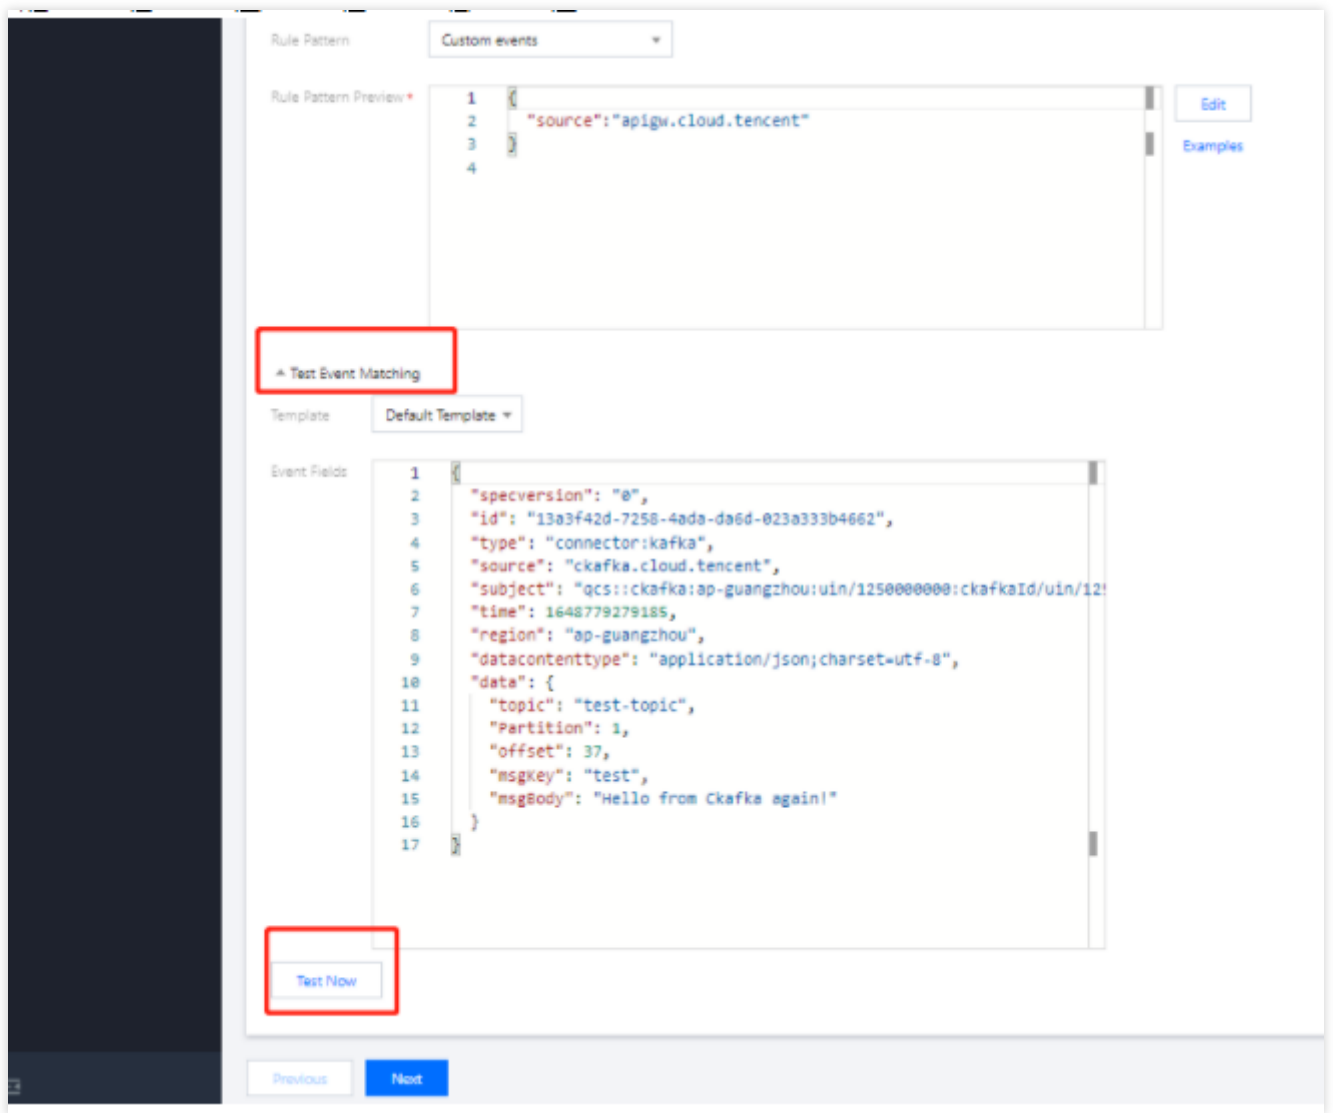 Rule Pattern Custom events
Rule Pattern Preview * 1 {
Edit
2 "source":"apigw.cloud.tencent"
3 }
Examples
4
Test Event Matching
Template Default Template
Event Fields 1 {
2 "specversion": "0",
3 "id": "13a3f42d-7258-4ada-da6d-023a333b4662",
4 "type": "connector:kafka",
5 "source": "ckafka.cloud.tencent",
6 "subject": "qcs::ckafka:ap-guangzhou:uin/1250000000:ckafkaId/uin/125
7 "time": 1648779279185,
8 "region": "ap-guangzhou",
9 "datacontenttype": "application/json;charset=utf-8",
10 "data": {
11 "topic": "test-topic",
12 "Partition": 1,
13 "offset": 37,
14 "msgKey": "test",
15 "msgBody": "Hello from Ckafka again!"
16 }
17 }
Test Now
Previous Next